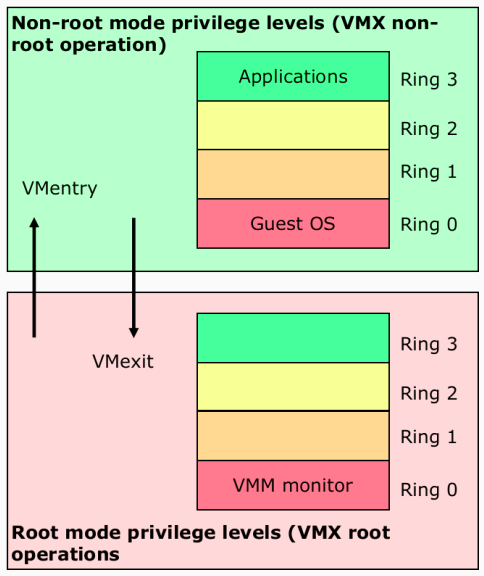 Non-root mode privilege levels (VMX non-
root operation)
Applications
Ring 3
Ring 2
Ring 1
VMentry
Guest OS
Ring 0
Ring 3
VMexit
Ring 2
Ring 1
VMM monitor
Ring 0
Root mode privilege levels (VMX root
operations